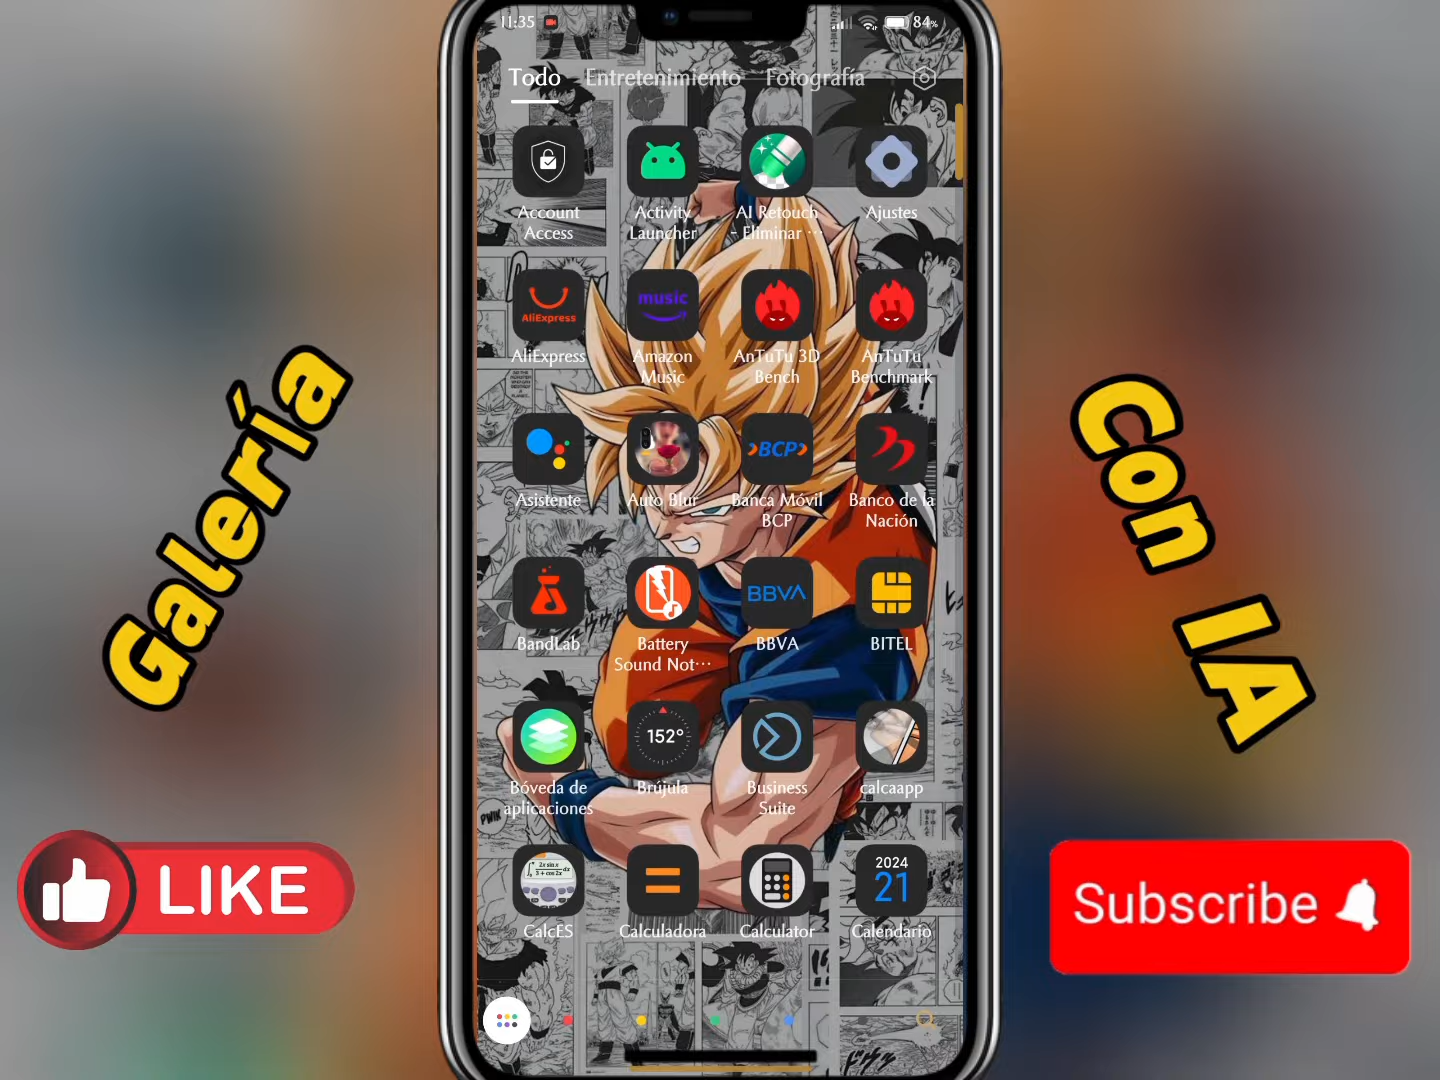 11:35
84%
Todo Entretenimiento Fotografía
Account Access
Activity Launcher
AI Retouch - Eliminar ···
Ajustes
AliExpress
AliExpress
music
Amazon Music
AnTuTu 3D Bench
AnTuTu Benchmark
Asistente
Auto Blur
BCP
Banca Móvil BCP
Banco de la Nación
BandLab
Battery Sound Not···
BBVA
BBVA
BITEL
Bóveda de aplicaciones
152°
Brújula
Business Suite
calcaapp
CalcES
Calculadora
Calculator
2024
21
Calendario
Galería
Con IA
LIKE
Subscribe
PWIK